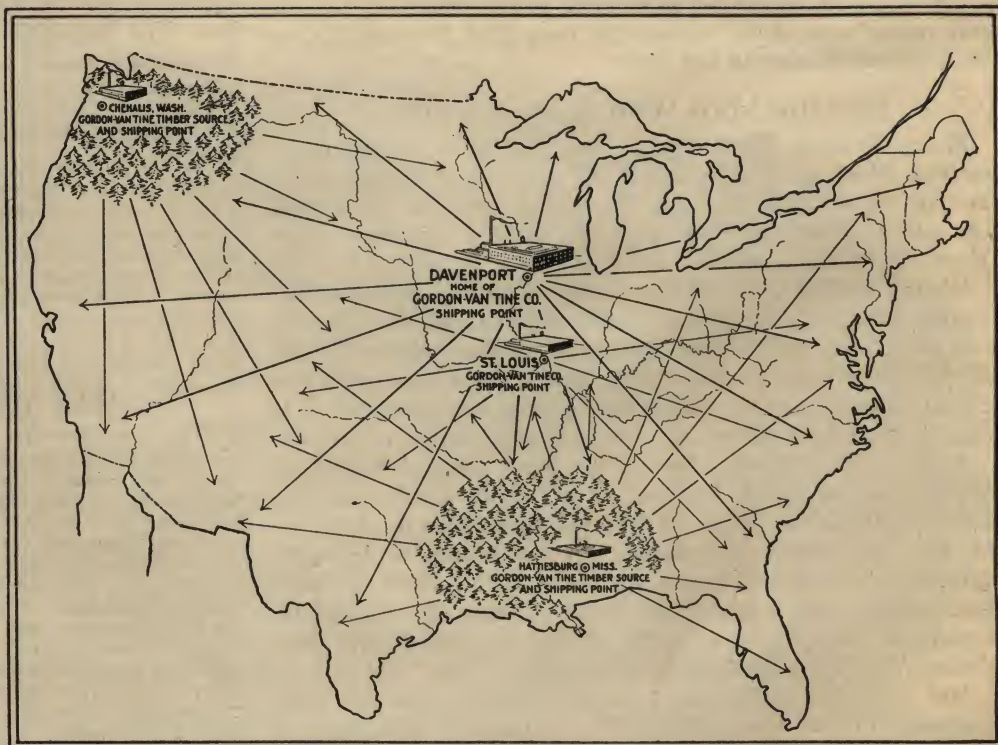 CHEHALIS, WASH.
GORDON-VAN TINE TIMBER SOURCE
AND SHIPPING POINT
DAVENPORT
HOME OF
GORDON-VAN TINE CO.
SHIPPING POINT
ST. LOUIS
GORDON-VAN TINE CO.
SHIPPING POINT
HATTIESBURG MISS.
GORDON-VAN TINE TIMBER SOURCE
AND SHIPPING POINT